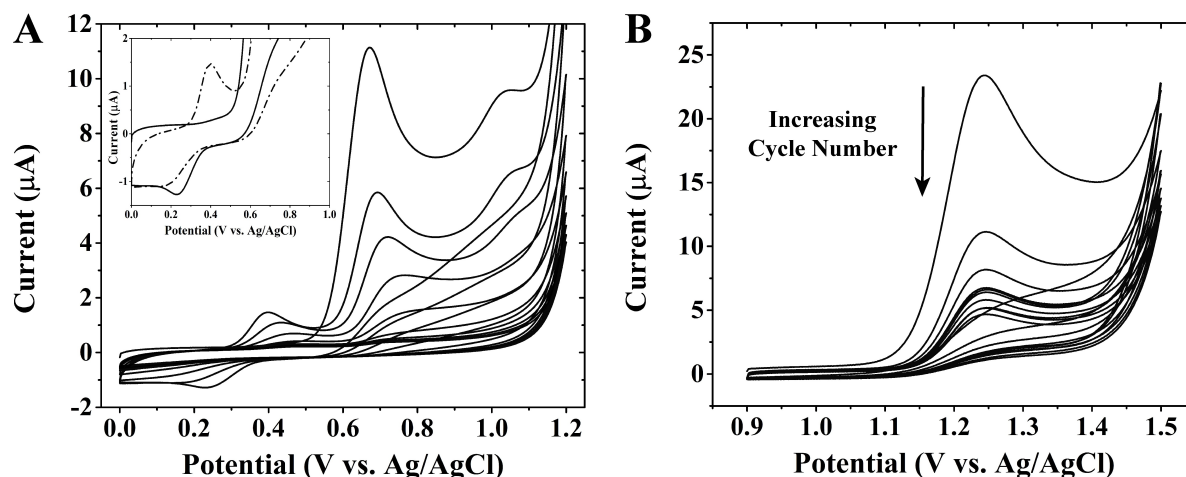 A
12
10
8
6
4
2
0
-2
Current (μA)
0.0 0.2 0.4 0.6 0.8 1.0 1.2
Potential (V vs. Ag/AgCl)
2
1
0
-1
Current (μA)
0.0 0.2 0.4 0.6 0.8 1.0
Potential (V vs. Ag/AgCl)
B
25
20
15
10
5
0
Current (μA)
Increasing
Cycle Number
0.9 1.0 1.1 1.2 1.3 1.4 1.5
Potential (V vs. Ag/AgCl)